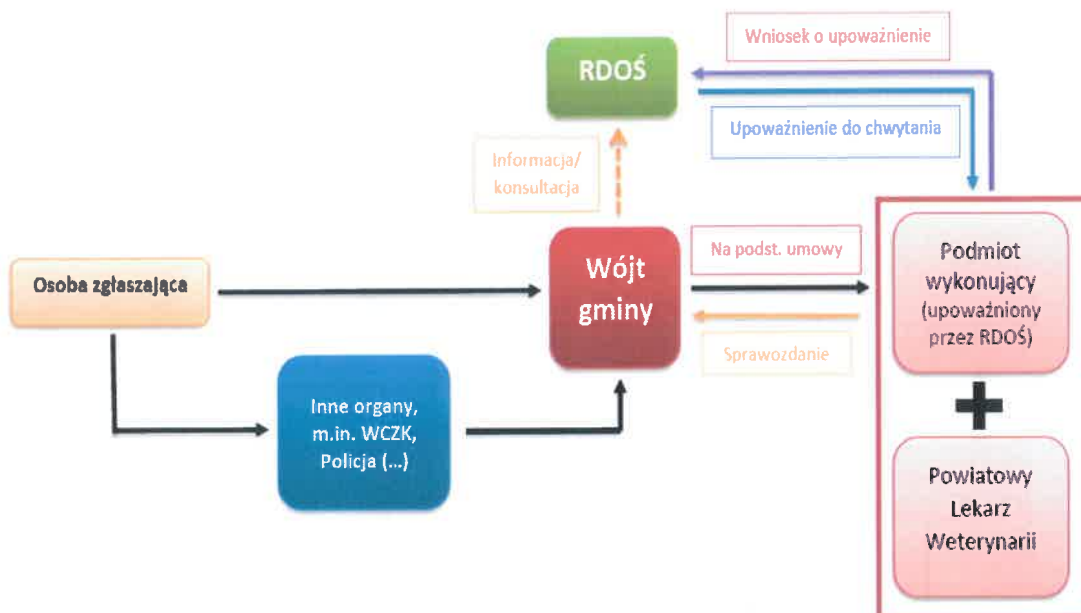 Wniosek o upoważnienie
RDOŚ
Upoważnienie do chwytania
Informacja/
konsultacja
Osoba zgłaszająca
Wójt
gminy
Na podst. umowy
Sprawozdanie
Podmiot
wykonujący
(upoważniony
przez RDOŚ)
Inne organy,
m.in. WCZK,
Policja (...)
Powiatowy
Lekarz
Weterynarii